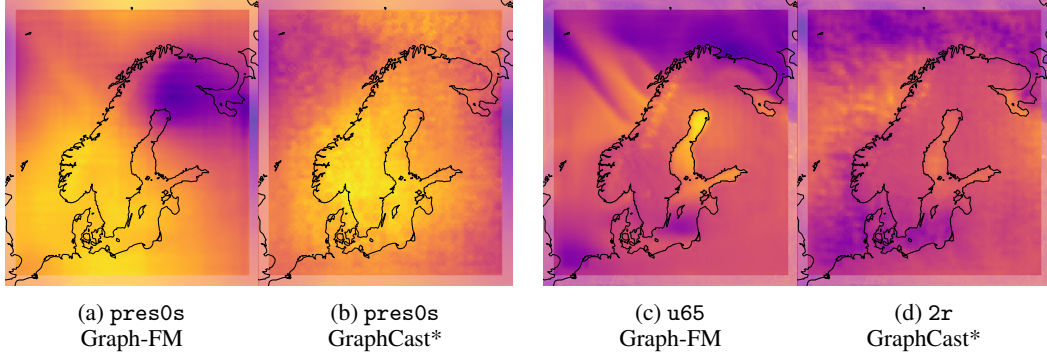 (a) pres0s
Graph-FM
(b) pres0s
GraphCast*
(c) u65
Graph-FM
(d) 2r
GraphCast*